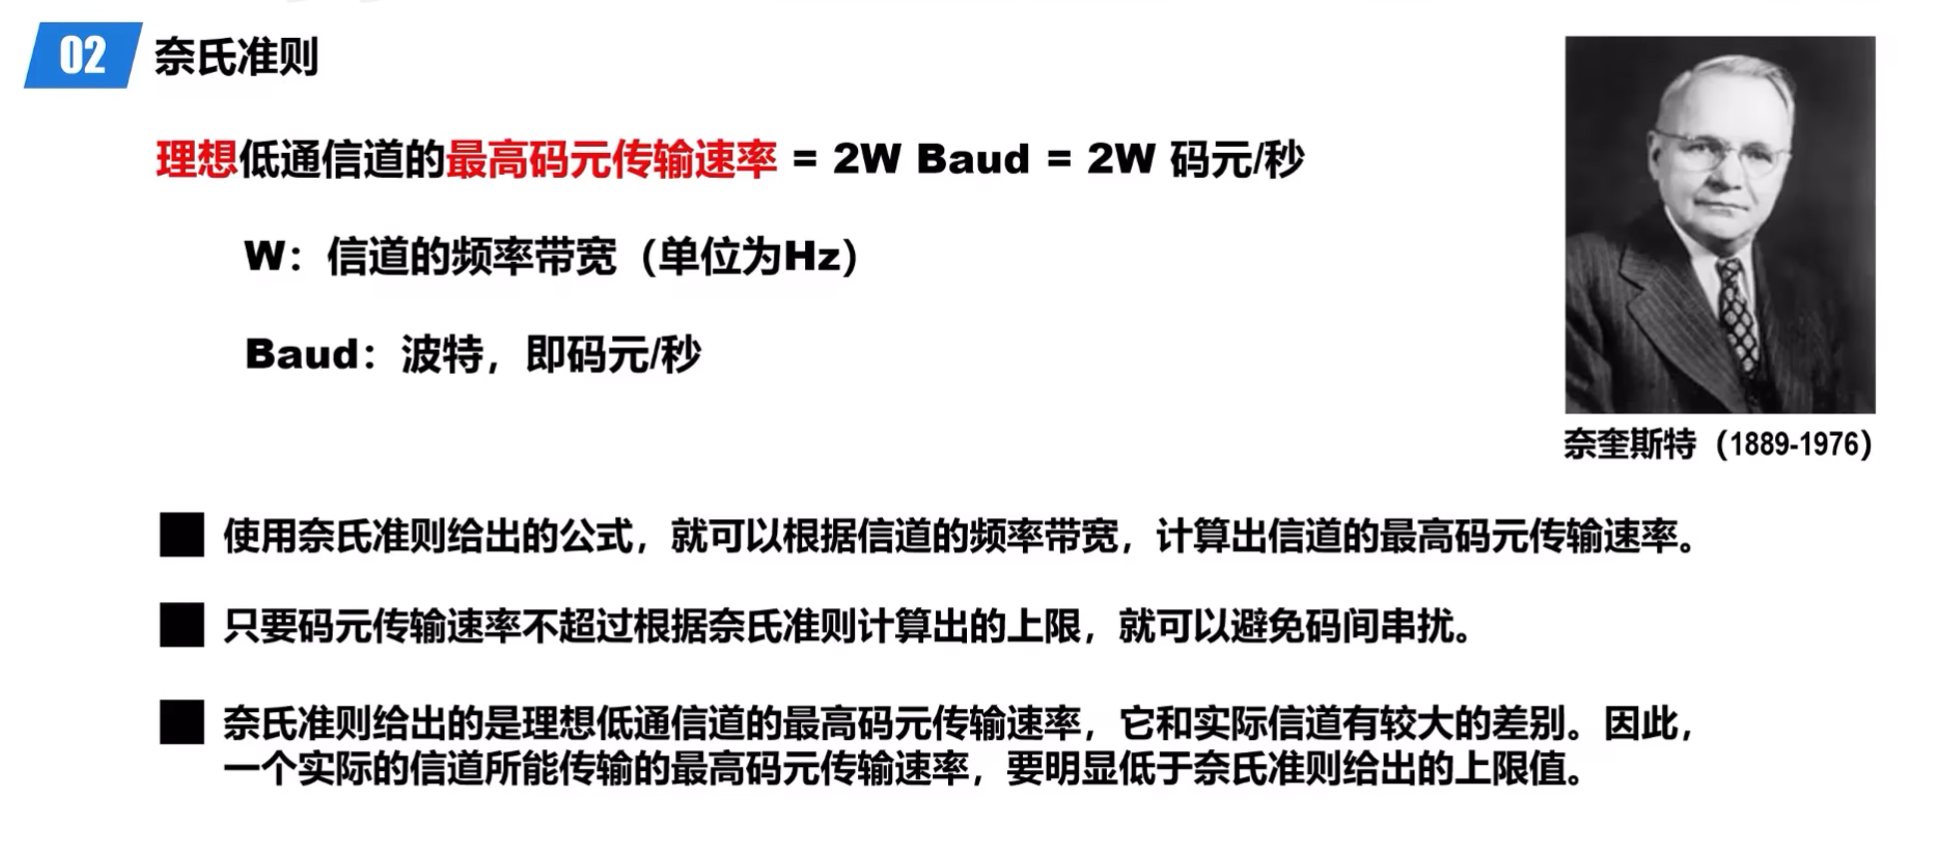 02 奈氏准则
理想低通信道的最高码元传输速率 = 2W Baud = 2W 码元/秒
W：信道的频率带宽（单位为Hz）
Baud：波特，即码元/秒
奈奎斯特（1889-1976）
使用奈氏准则给出的公式，就可以根据信道的频率带宽，计算出信道的最高码元传输速率。
只要码元传输速率不超过根据奈氏准则计算出的上限，就可以避免码间串扰。
奈氏准则给出的是理想低通信道的最高码元传输速率，它和实际信道有较大的差别。因此，
一个实际的信道所能传输的最高码元传输速率，要明显低于奈氏准则给出的上限值。